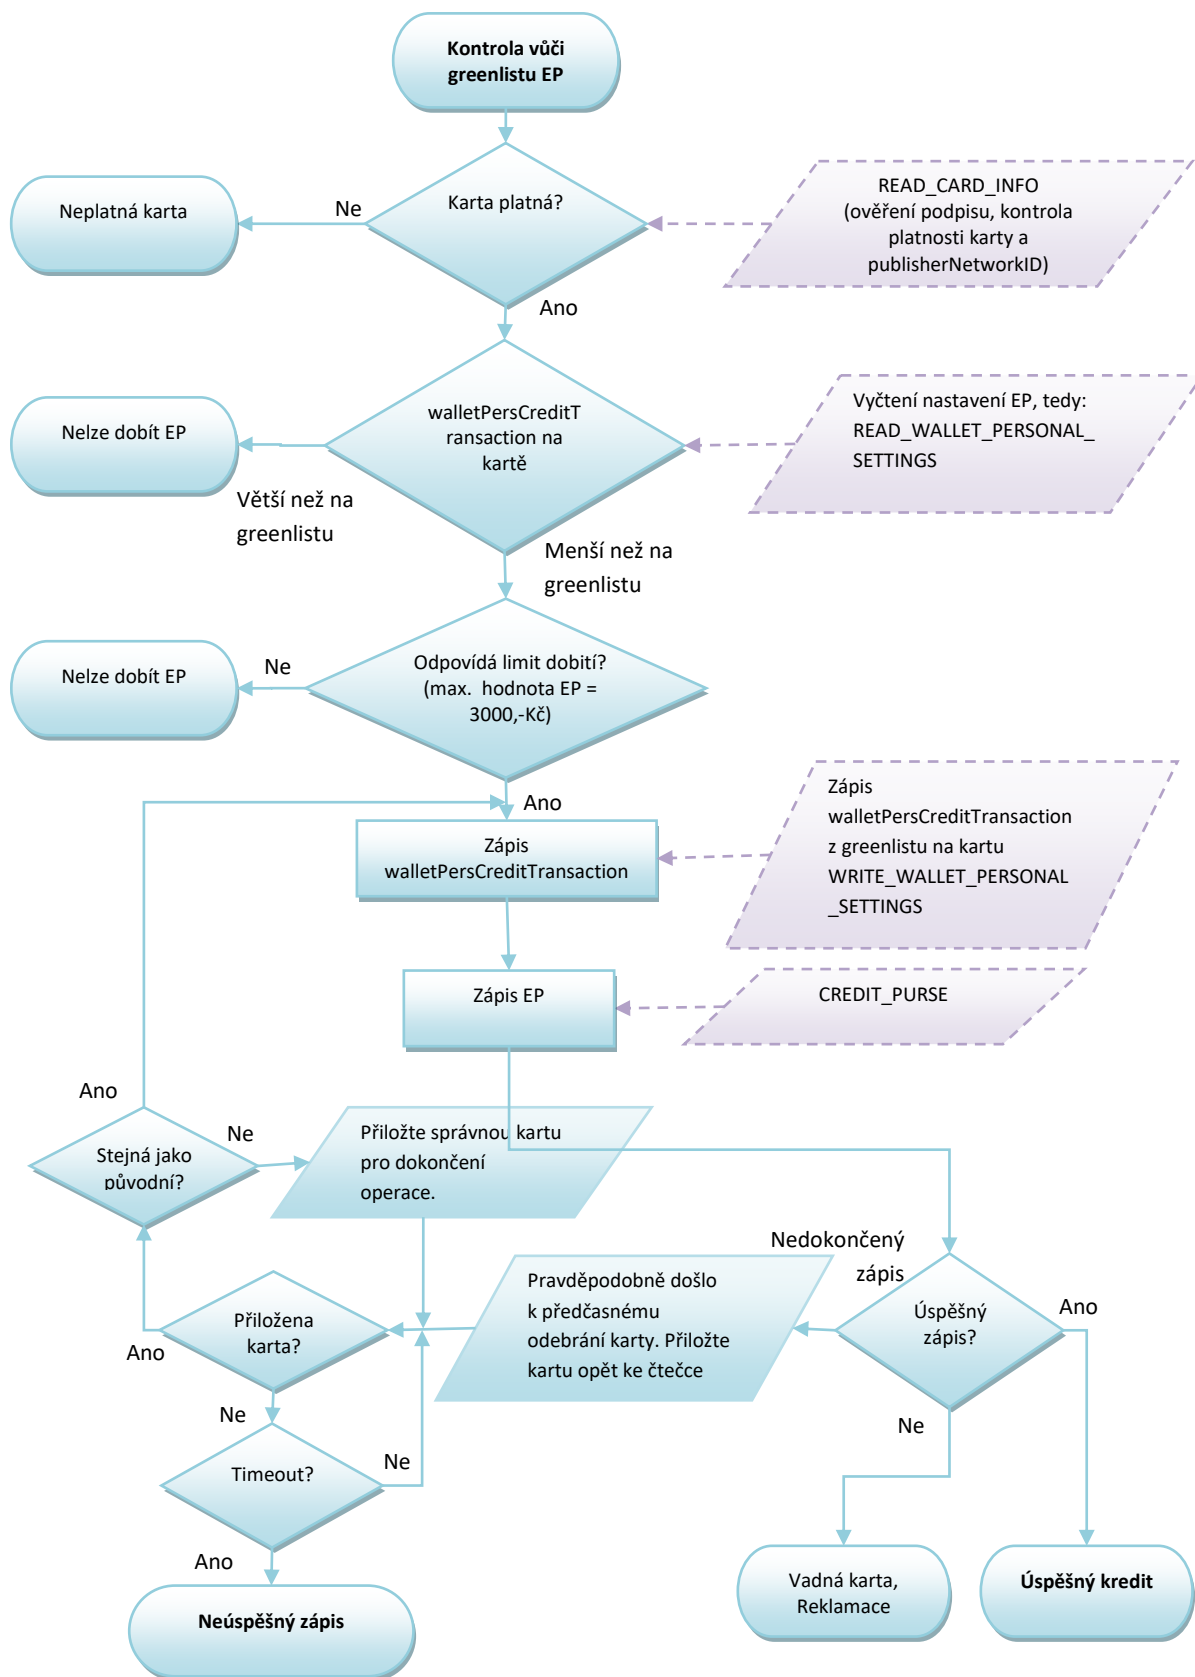 Kontrola vůči
greenlistu EP
Neplatná karta
Ne
Karta platná?
READ_CARD_INFO
(ověření podpisu, kontrola
platnosti karty a
publisherNetworkID)
Ano
Nelze dobít EP
walletPersCreditT
ransaction na
kartě
Vyčtení nastavení EP, tedy:
READ_WALLET_PERSONAL_
SETTINGS
Větší než na
greenlistu
Menší než na
greenlistu
Nelze dobít EP
Ne
Odpovídá limit dobití?
(max. hodnota EP =
3000,-Kč)
Ano
Zápis
walletPersCreditTransaction
Zápis
walletPersCreditTransaction
z greenlistu na kartu
WRITE_WALLET_PERSONAL
_SETTINGS
Zápis EP
CREDIT_PURSE
Ano
Stejná jako
původní?
Ne
Přiložte správnou kartu
pro dokončení
operace.
Nedokončený
zápis
Pravděpodobně došlo
k předčasnému
odebrání karty. Přiložte
kartu opět ke čtečce
Úspěšný
zápis?
Ano
Přiložena
karta?
Ano
Ne
Ne
Timeout?
Ne
Ano
Neúspěšný zápis
Vadná karta,
Reklamace
Úspěšný kredit